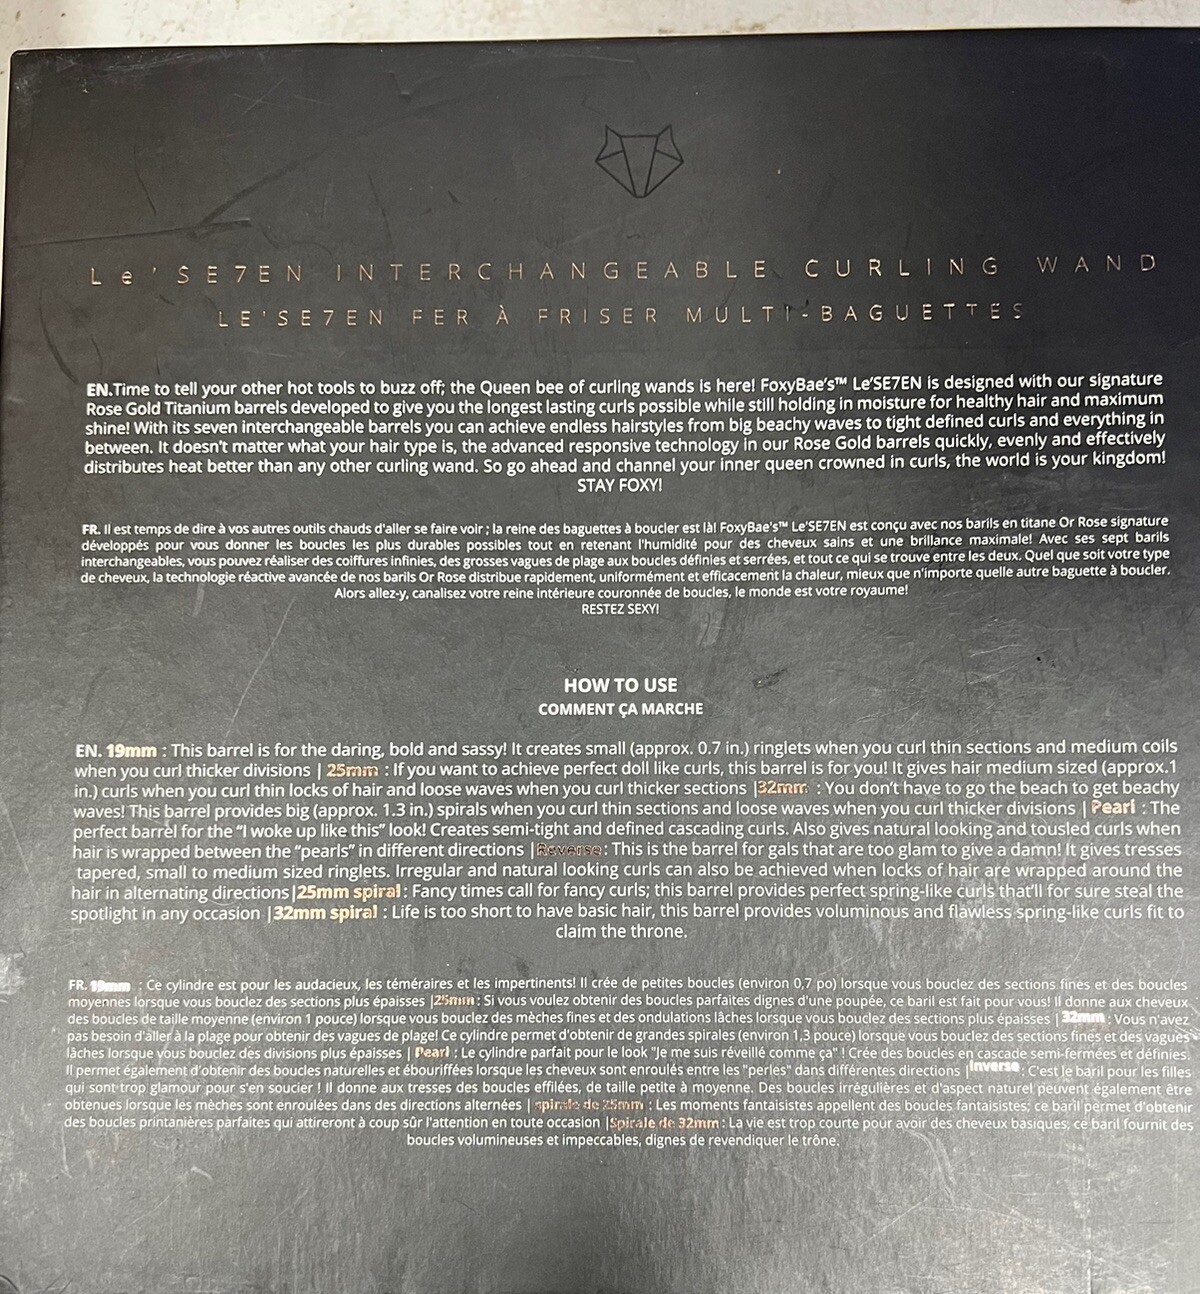 Le'SE7EN INTERCHANGEABLE CURLING WAND
LE'SE7EN FER À FRISER MULTI-BAGUETTES
EN.Time to tell your other hot tools to buzz off; the Queen bee of curling wands is here! FoxyBae's™ Le'SE7EN is designed with our signature
Rose Gold Titanium barrels developed to give you the longest lasting curls possible while still holding in moisture for healthy hair and maximum
shine! With its seven interchangeable barrels you can achieve endless hairstyles from big beachy waves to tight defined curls and everything in
between. It doesn't matter what your hair type is, the advanced responsive technology in our Rose Gold barrels quickly, evenly and effectively
distributes heat better than any other curling wand. So go ahead and channel your inner queen crowned in curls, the world is your kingdom!
STAY FOXY!
FR. Il est temps de dire à vos autres outils chauds d'aller se faire voir ; la reine des baguettes à boucler est là! FoxyBae's™ Le'SE7EN est conçu avec nos barils en titane Or Rose signature
développés pour vous donner les boucles les plus durables possibles tout en retenant l'humidité pour des cheveux sains et une brillance maximale! Avec ses sept barils
interchangeables, vous pouvez réaliser des coiffures infinies, des grosses vagues de plage aux boucles définies et serrées, et tout ce qui se trouve entre les deux. Quel que soit votre type
de cheveux, la technologie réactive avancée de nos barils Or Rose distribue rapidement, uniformément et efficacement la chaleur, mieux que n'importe quelle autre baguette à boucler.
Alors allez-y, canalisez votre reine intérieure couronnée de boucles, le monde est votre royaume!
RESTEZ SEXY!
HOW TO USE
COMMENT ÇA MARCHE
EN. 19mm : This barrel is for the daring, bold and sassy! It creates small (approx. 0.7 in.) ringlets when you curl thin sections and medium coils
when you curl thicker divisions | 25mm : If you want to achieve perfect doll like curls, this barrel is for you! It gives hair medium sized (approx.1
in.) curls when you curl thin locks of hair and loose waves when you curl thicker sections |32mm : You don't have to go the beach to get beachy
waves! This barrel provides big (approx. 1.3 in.) spirals when you curl thin sections and loose waves when you curl thicker divisions | Pearl : The
perfect barrel for the “I woke up like this” look! Creates semi-tight and defined cascading curls. Also gives natural looking and tousled curls when
hair is wrapped between the “pearls” in different directions |Reverse: This is the barrel for gals that are too glam to give a damn! It gives tresses
tapered, small to medium sized ringlets. Irregular and natural looking curls can also be achieved when locks of hair are wrapped around the
hair in alternating directions|25mm spiral: Fancy times call for fancy curls; this barrel provides perfect spring-like curls that'll for sure steal the
spotlight in any occasion |32mm spiral : Life is too short to have basic hair, this barrel provides voluminous and flawless spring-like curls fit to
claim the throne.
FR. 19mm : Ce cylindre est pour les audacieux, les téméraires et les impertinents! Il crée de petites boucles (environ 0,7 po) lorsque vous bouclez des sections fines et des boucles
moyennes lorsque vous bouclez des sections plus épaisses |25mm : Si vous voulez obtenir des boucles parfaites dignes d'une poupée, ce baril est fait pour vous! Il donne aux cheveux
des boucles de taille moyenne (environ 1 pouce) lorsque vous bouclez des mèches fines et des ondulations lâches lorsque vous bouclez des sections plus épaisses | 32mm : Vous n'avez
pas besoin d'aller à la plage pour obtenir des vagues de plage! Ce cylindre permet d'obtenir de grandes spirales (environ 1,3 pouce) lorsque vous bouclez des sections fines et des vagues
lâches lorsque vous bouclez des divisions plus épaisses | Pearl : Le cylindre parfait pour le look "Je me suis réveillé comme ça" ! Crée des boucles en cascade semi-fermées et définies.
Il permet également d'obtenir des boucles naturelles et ébouriffées lorsque les cheveux sont enroulés entre les "perles" dans différentes directions |Inverse : C'est le baril pour les filles
qui sont trop glamour pour s'en soucier ! Il donne aux tresses des boucles effilées, de taille petite à moyenne. Des boucles irrégulières et d'aspect naturel peuvent également être
obtenues lorsque les mèches sont enroulées dans des directions alternées | spirale de 25mm : Les moments fantaisistes appellent des boucles fantaisistes; ce baril permet d'obtenir
des boucles printanières parfaites qui attireront à coup sûr l'attention en toute occasion |Spirale de 32mm : La vie est trop courte pour avoir des cheveux basiques, ce baril fournit des
boucles volumineuses et impeccables, dignes de revendiquer le trône.